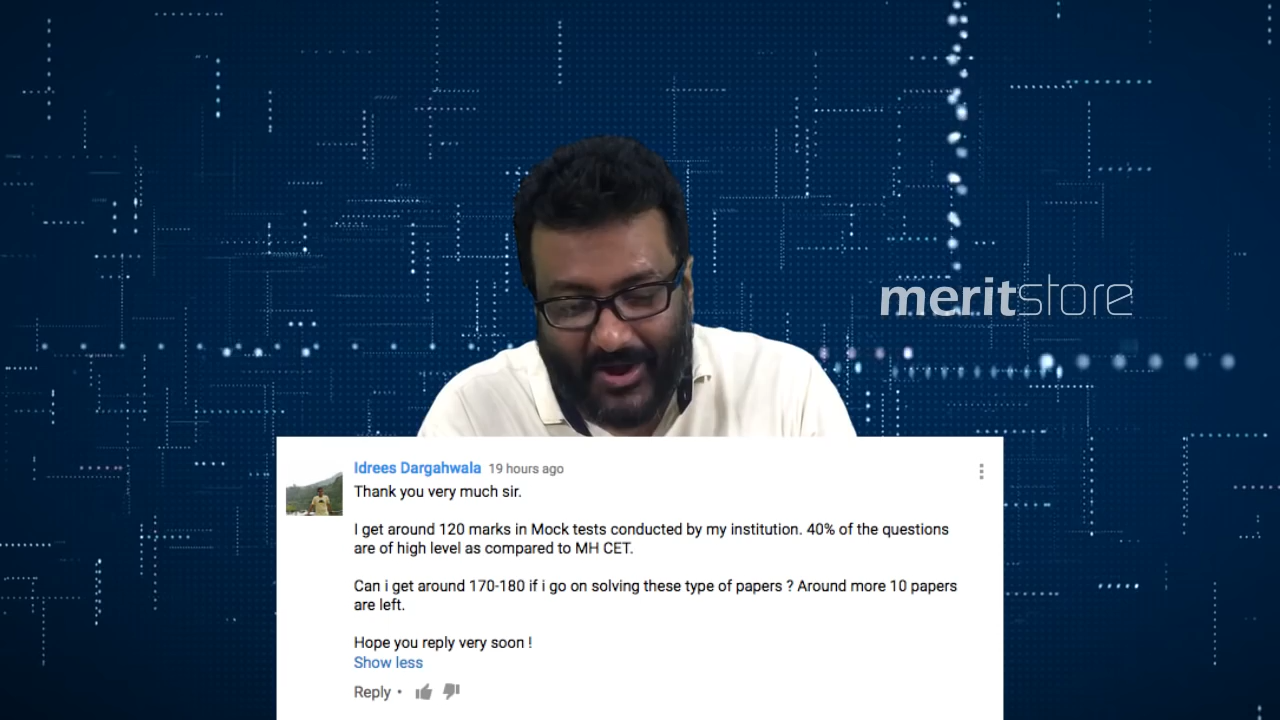 meritstore
Idrees Dargahwala 19 hours ago
Thank you very much sir.
I get around 120 marks in Mock tests conducted by my institution. 40% of the questions
are of high level as compared to MH CET.
Can i get around 170-180 if i go on solving these type of papers ? Around more 10 papers
are left.
Hope you reply very soon !
Show less
Reply •